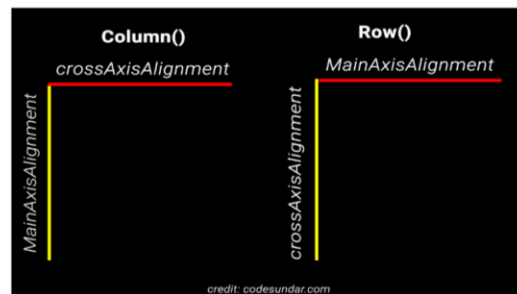 Column()
crossAxisAlignment
MainAxisAlignment
Row()
MainAxisAlignment
crossAxisAlignment
credit: codesundar.com